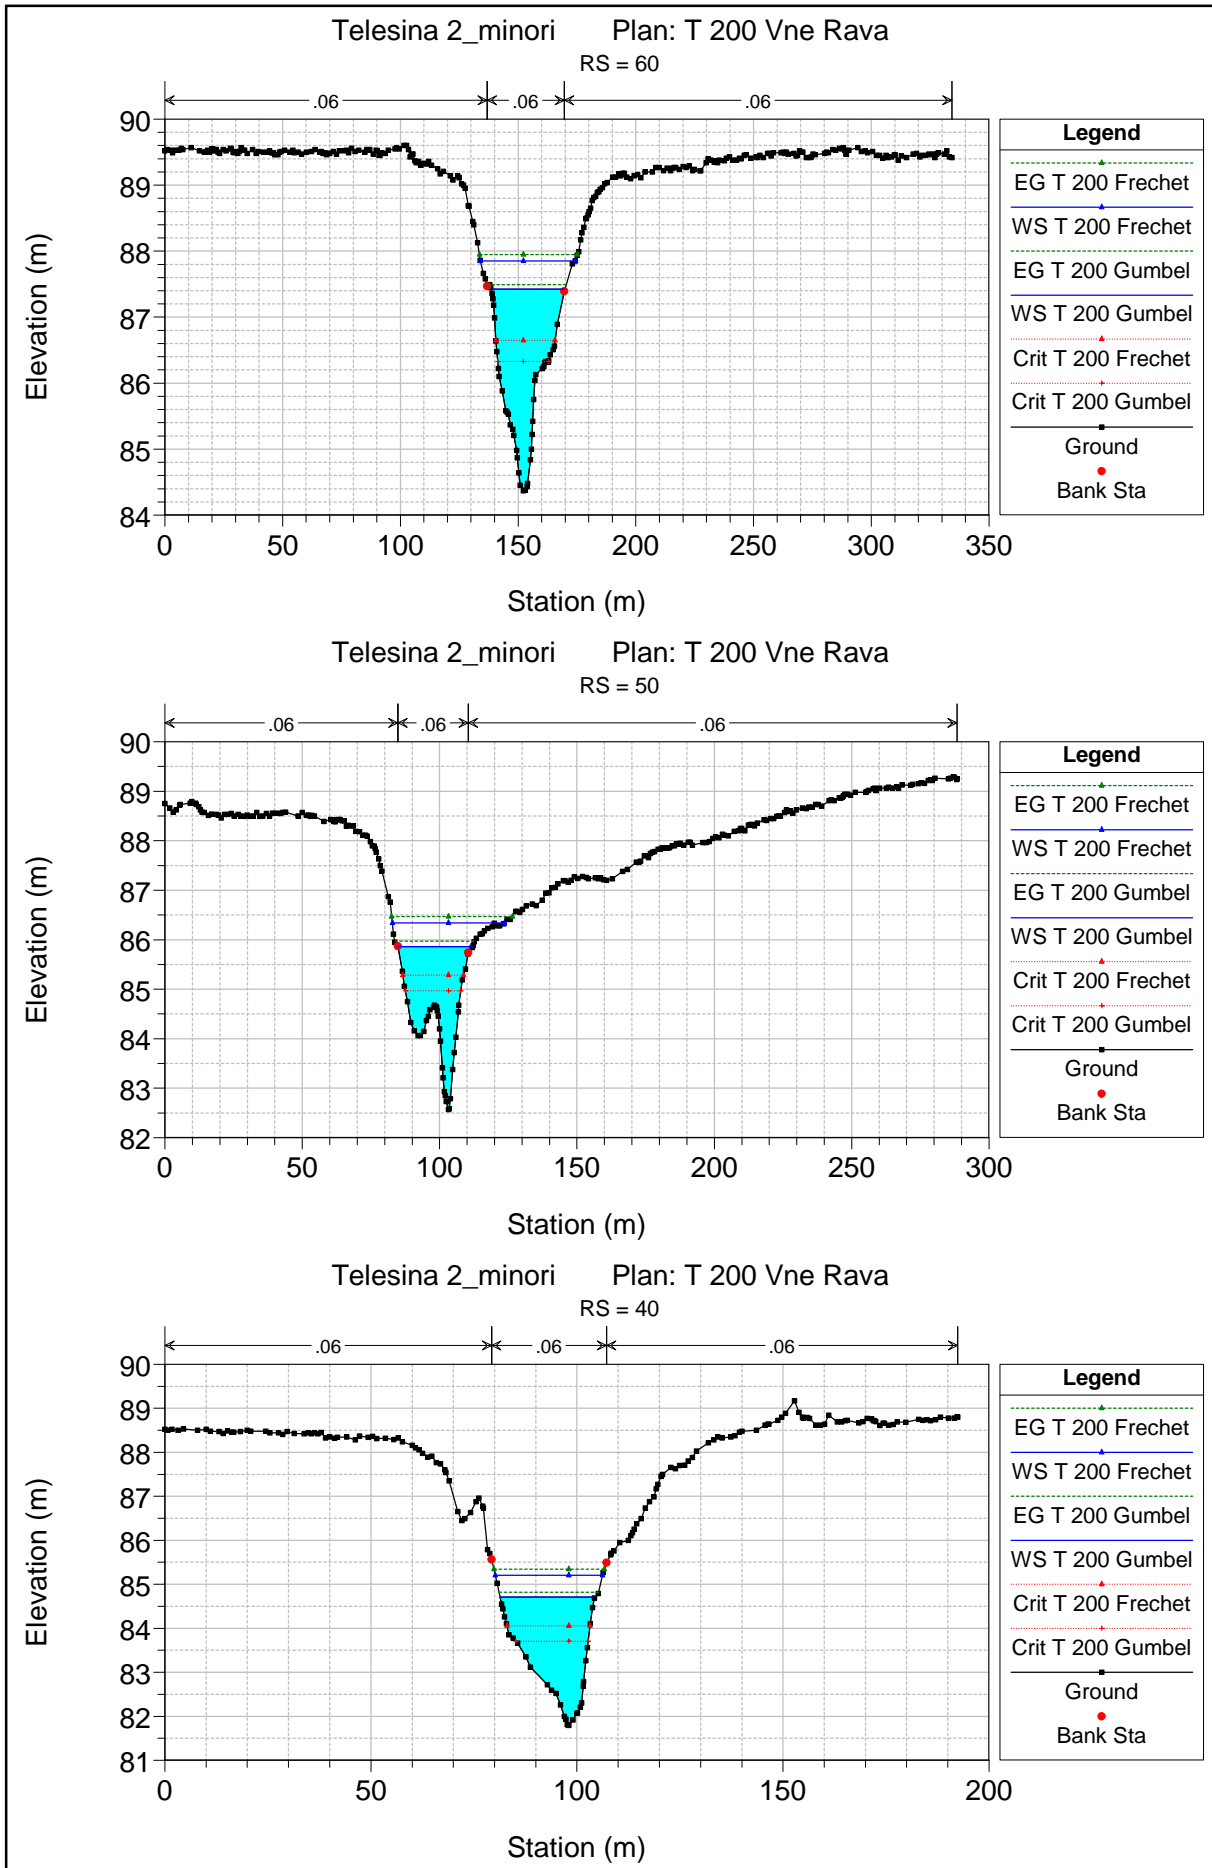 Telesina 2_minori Plan: T 200 Vne Rava
RS = 60
.06 .06 .06
90
89
88
87
86
85
84
Elevation (m)
0 50 100 150 200 250 300 350
Station (m)
Legend
EG T 200 Frechet
WS T 200 Frechet
EG T 200 Gumbel
WS T 200 Gumbel
Crit T 200 Frechet
Crit T 200 Gumbel
Ground
Bank Sta
Telesina 2_minori Plan: T 200 Vne Rava
RS = 50
.06 .06 .06
90
89
88
87
86
85
84
83
82
Elevation (m)
0 50 100 150 200 250 300
Station (m)
Legend
EG T 200 Frechet
WS T 200 Frechet
EG T 200 Gumbel
WS T 200 Gumbel
Crit T 200 Frechet
Crit T 200 Gumbel
Ground
Bank Sta
Telesina 2_minori Plan: T 200 Vne Rava
RS = 40
.06 .06 .06
90
89
88
87
86
85
84
83
82
81
Elevation (m)
0 50 100 150 200
Station (m)
Legend
EG T 200 Frechet
WS T 200 Frechet
EG T 200 Gumbel
WS T 200 Gumbel
Crit T 200 Frechet
Crit T 200 Gumbel
Ground
Bank Sta